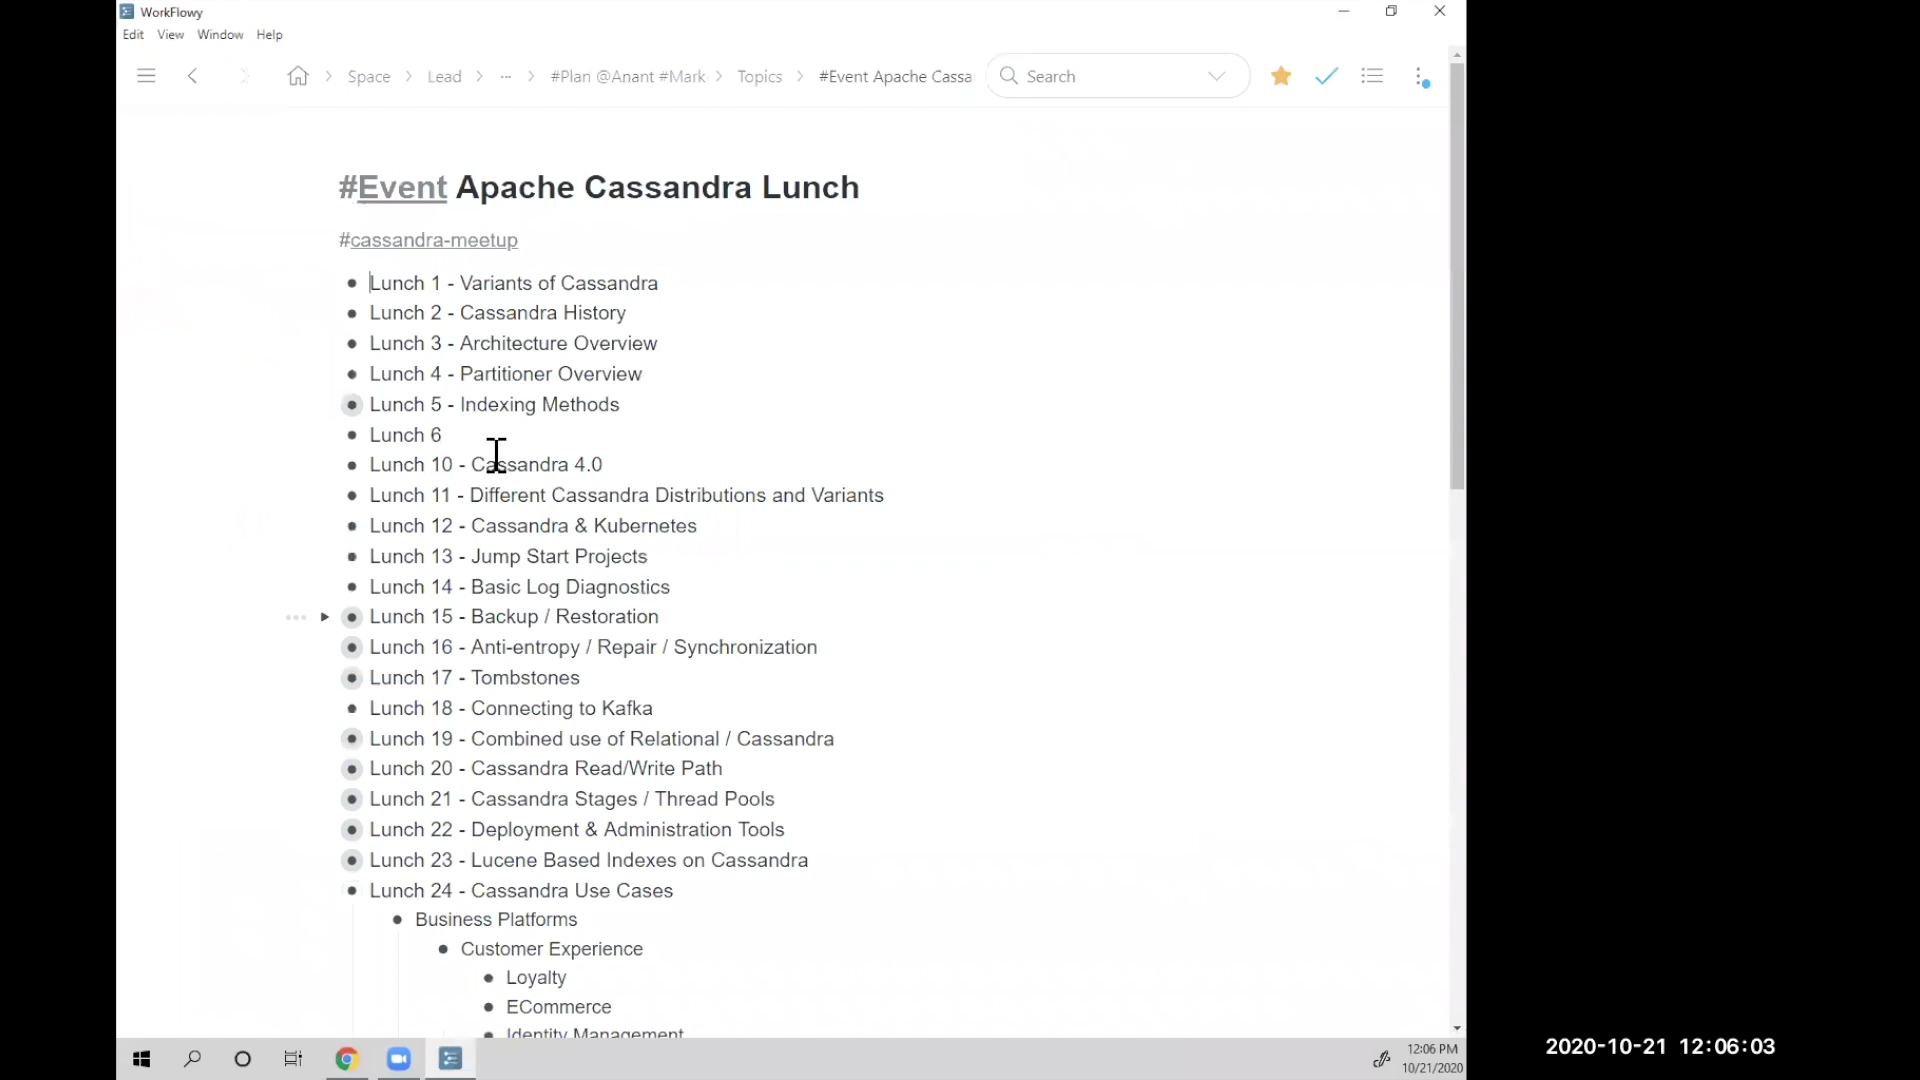 WorkFlowy
Edit View Window Help
Space Lead ... #Plan @Anant #Mark Topics #Event Apache Cassa Search
#Event Apache Cassandra Lunch
#cassandra-meetup
Lunch 1 - Variants of Cassandra
Lunch 2 - Cassandra History
Lunch 3 - Architecture Overview
Lunch 4 - Partitioner Overview
Lunch 5 - Indexing Methods
Lunch 6
Lunch 10 - Cassandra 4.0
Lunch 11 - Different Cassandra Distributions and Variants
Lunch 12 - Cassandra & Kubernetes
Lunch 13 - Jump Start Projects
Lunch 14 - Basic Log Diagnostics
Lunch 15 - Backup / Restoration
Lunch 16 - Anti-entropy / Repair / Synchronization
Lunch 17 - Tombstones
Lunch 18 - Connecting to Kafka
Lunch 19 - Combined use of Relational / Cassandra
Lunch 20 - Cassandra Read/Write Path
Lunch 21 - Cassandra Stages / Thread Pools
Lunch 22 - Deployment & Administration Tools
Lunch 23 - Lucene Based Indexes on Cassandra
Lunch 24 - Cassandra Use Cases
Business Platforms
Customer Experience
Loyalty
ECommerce
Identity Management
12:06 PM
10/21/2020
2020-10-21 12:06:03